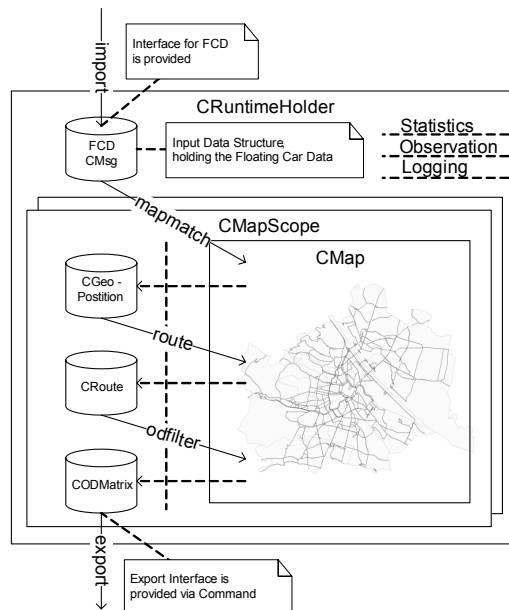 import
Interface for FCD
is provided
CRuntimeHolder
FCD
CMsg
Input Data Structure,
holding the Floating Car Data
Statistics
Observation
Logging
mapmatch
CMapScope
CMap
CGeo -
Postition
route
CRoute
odfilter
CODMatrix
export
Export Interface is
provided via Command